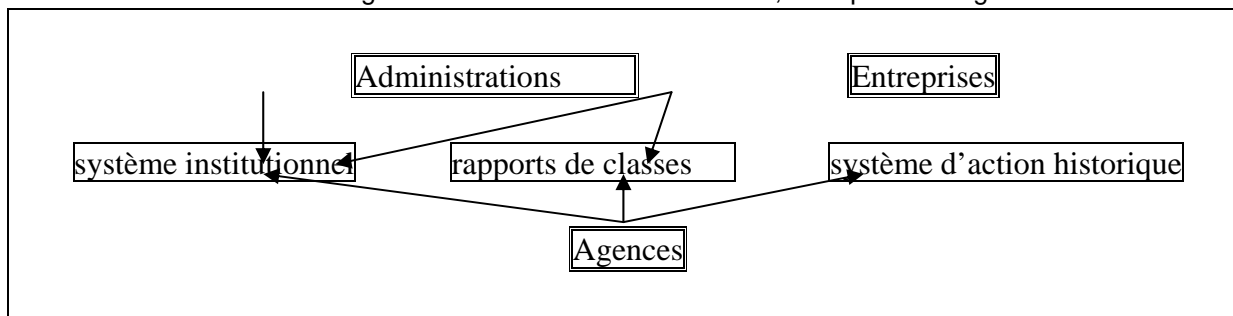 Administrations Entreprises
système institutionnel rapports de classes système d’action historique
Agences